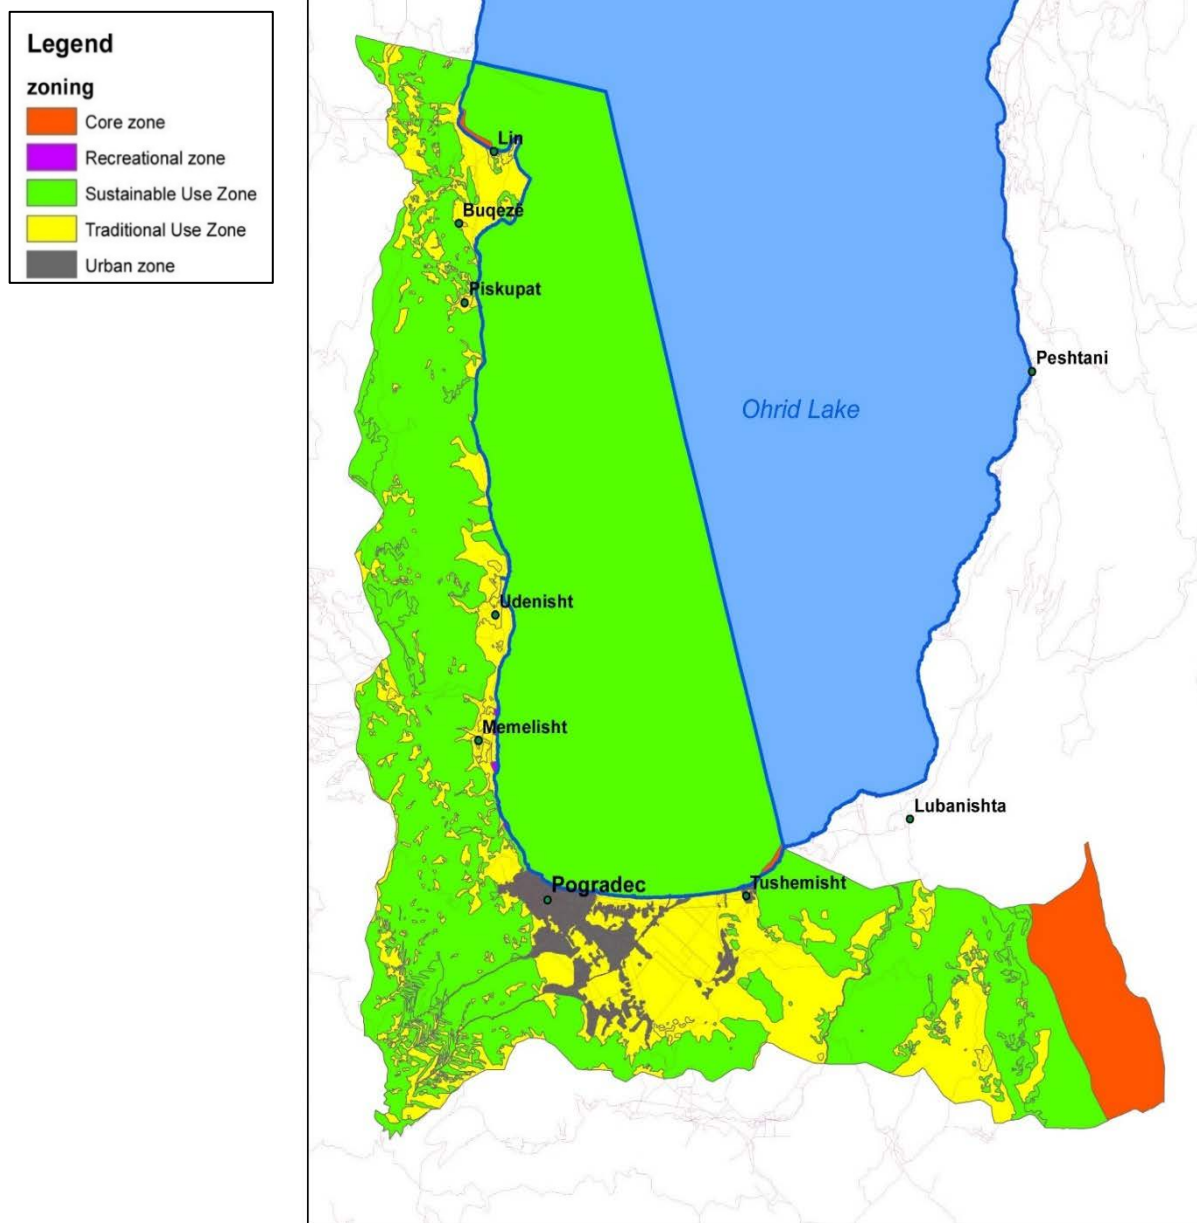 Legend
zoning
Core zone
Recreational zone
Sustainable Use Zone
Traditional Use Zone
Urban zone
Lin
Buqezë
Piskupat
Peshtani
Ohrid Lake
Udenisht
Memelisht
Lubanishta
Pogradec
Tushemisht